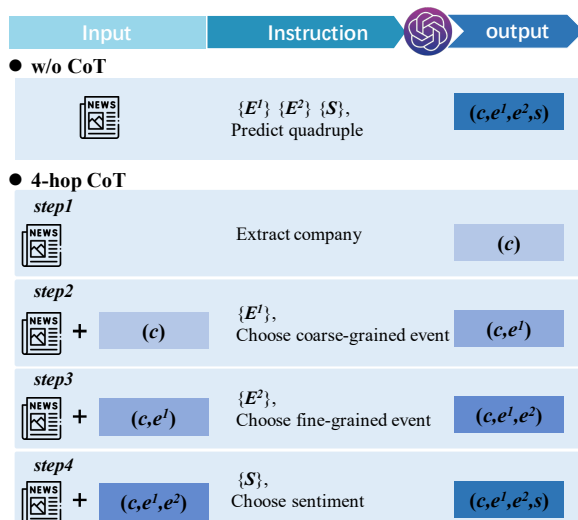 Input Instruction output
● w/o CoT
NEWS
{E¹} {E²} {S},
Predict quadruple
(c,e¹,e²,s)
● 4-hop CoT
step1
NEWS
Extract company
(c)
step2
NEWS
+ (c)
{E¹},
Choose coarse-grained event
(c,e¹)
step3
NEWS
+ (c,e¹)
{E²},
Choose fine-grained event
(c,e¹,e²)
step4
NEWS
+ (c,e¹,e²)
{S},
Choose sentiment
(c,e¹,e²,s)